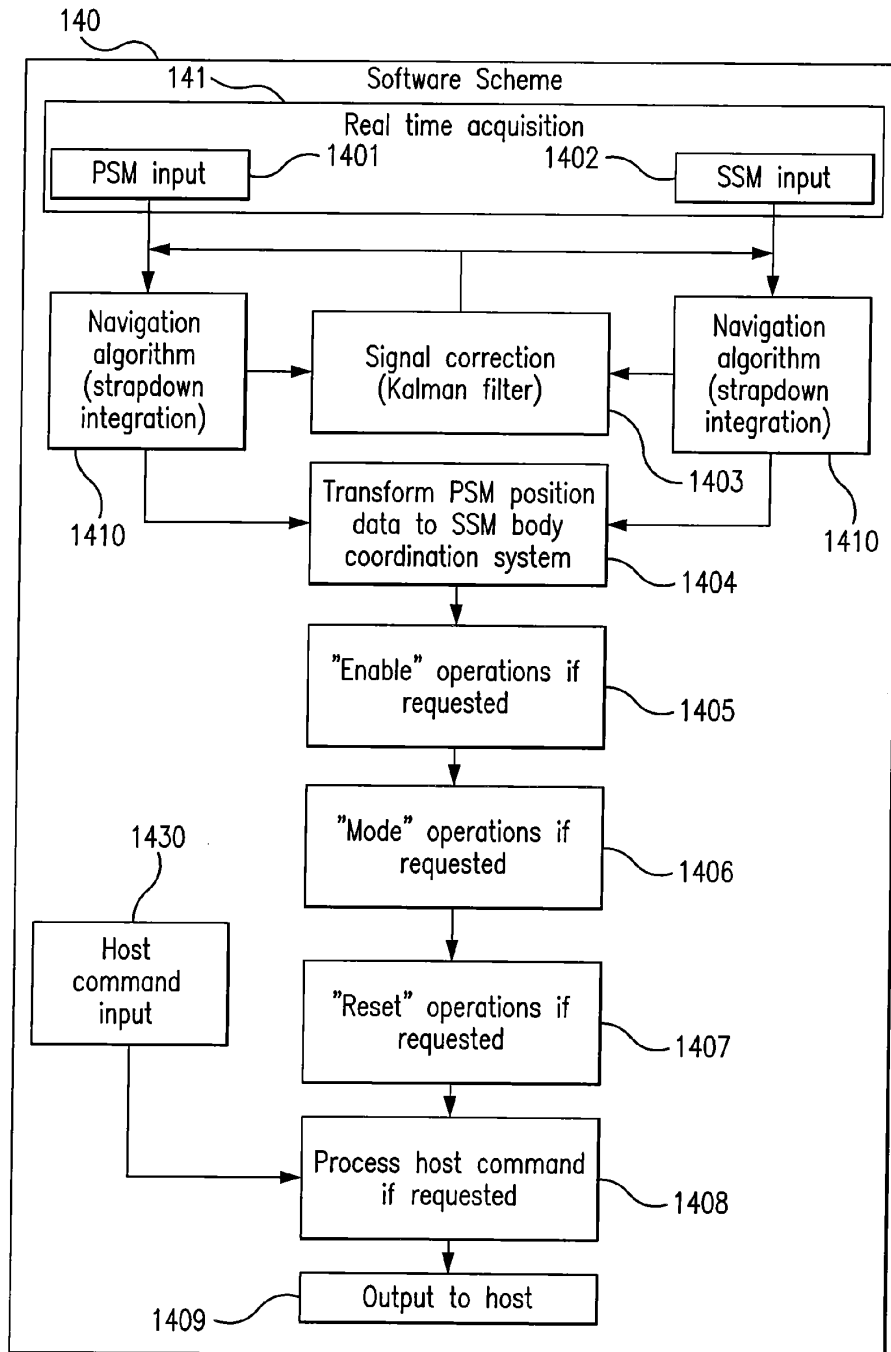 140
Software Scheme
141
Real time acquisition
1401
1402
PSM input
SSM input
Navigation
algorithm
(strapdown
integration)
Signal correction
(Kalman filter)
Navigation
algorithm
(strapdown
integration)
1403
1410
1410
Transform PSM position
data to SSM body
coordination system
1404
"Enable" operations if
requested
1405
"Mode" operations if
requested
1406
1430
Host
command
input
"Reset" operations if
requested
1407
Process host command
if requested
1408
Output to host
1409